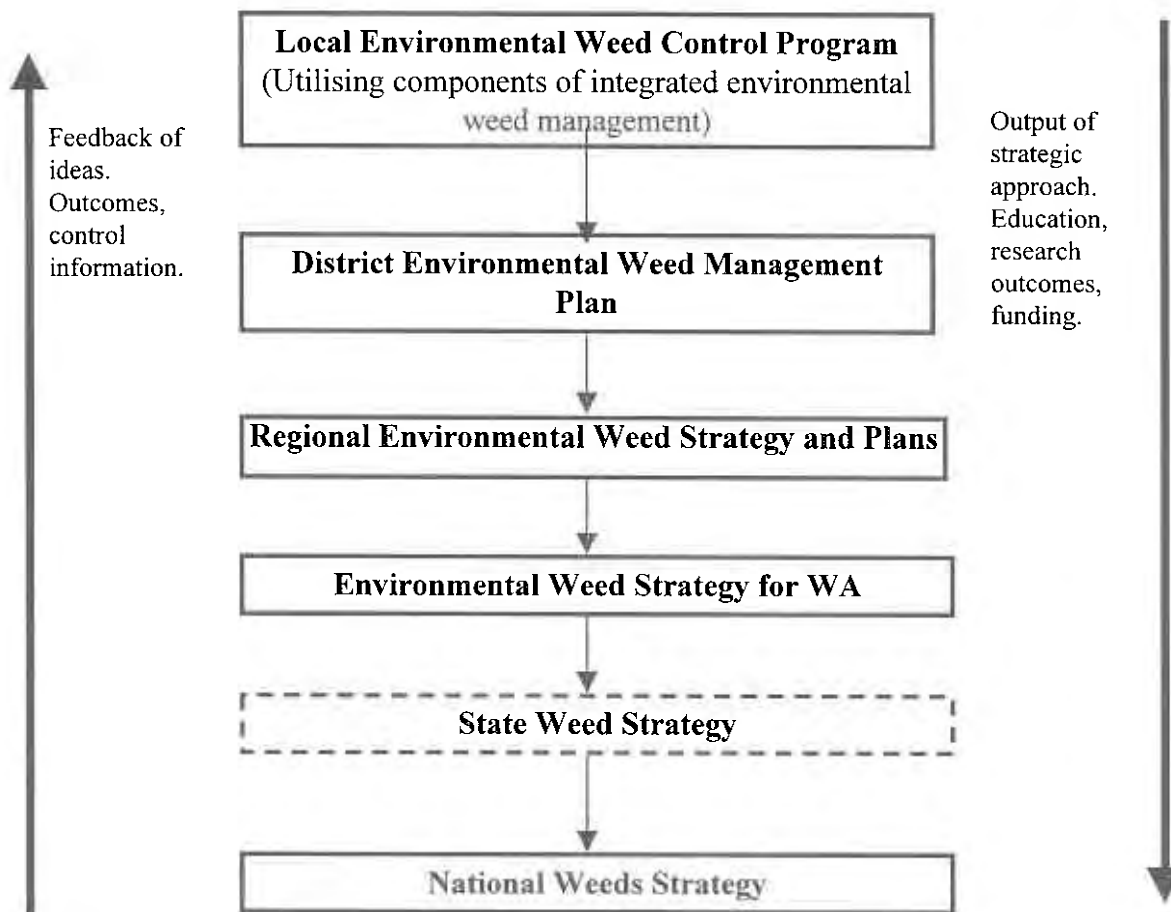 Local Environmental Weed Control Program
(Utilising components of integrated environmental
weed management)
Feedback of
ideas.
Outcomes,
control
information.
Output of
strategic
approach.
Education,
research
outcomes,
funding.
District Environmental Weed Management
Plan
Regional Environmental Weed Strategy and Plans
Environmental Weed Strategy for WA
State Weed Strategy
National Weeds Strategy